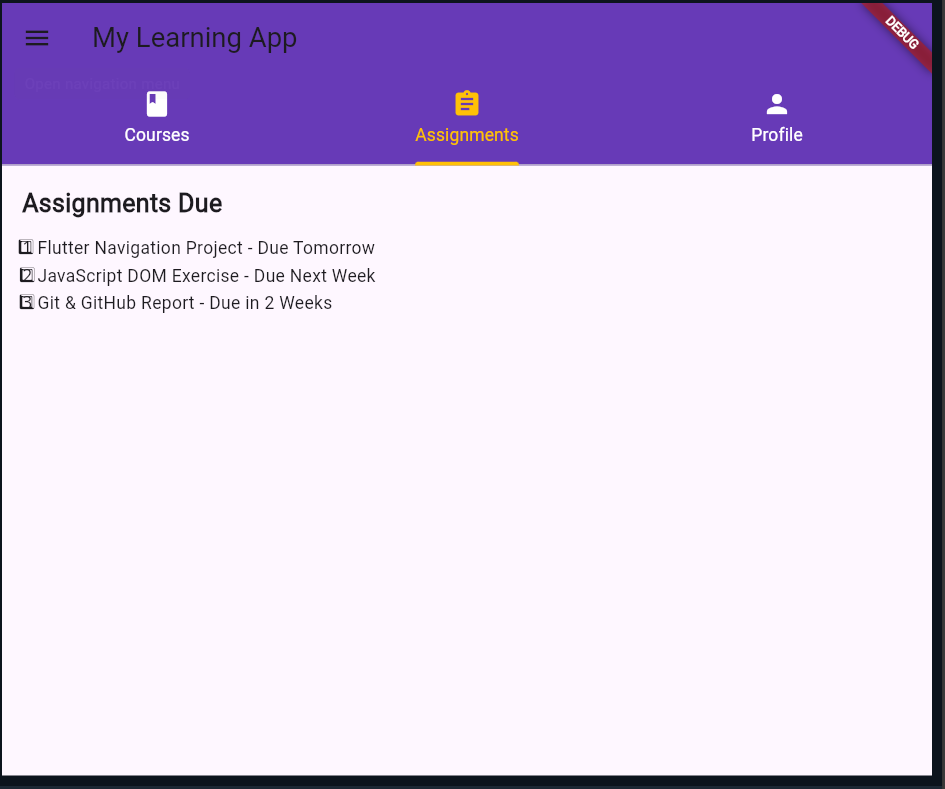 My Learning App
DEBUG
Open navigation menu
Courses
Assignments
Profile
Assignments Due
1️⃣ Flutter Navigation Project - Due Tomorrow
2️⃣ JavaScript DOM Exercise - Due Next Week
3️⃣ Git & GitHub Report - Due in 2 Weeks